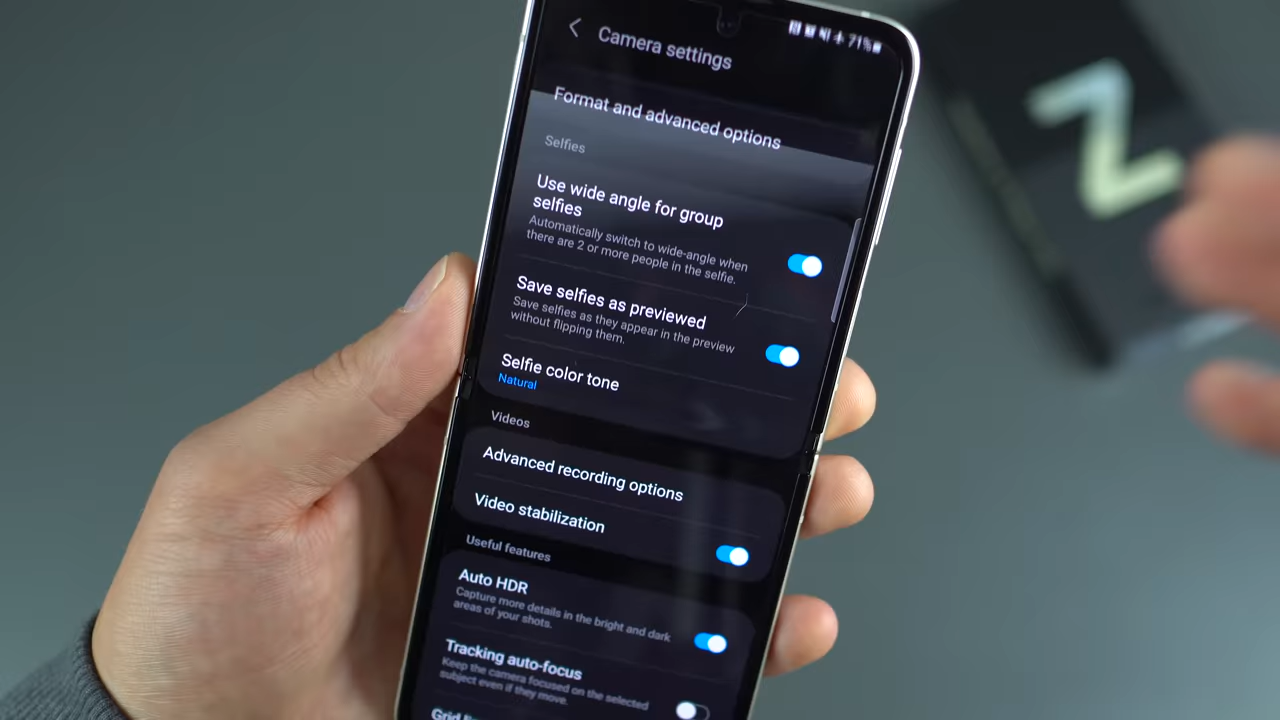 71%
Camera settings
Format and advanced options
Selfies
Use wide angle for group
selfies
Automatically switch to wide-angle when
there are 2 or more people in the selfie.
Save selfies as previewed
Save selfies as they appear in the preview
without flipping them.
Selfie color tone
Natural
Videos
Advanced recording options
Video stabilization
Useful features
Auto HDR
Capture more details in the bright and dark
areas of your shots.
Tracking auto-focus
Keep the camera focused on the selected
subject even if they move.
Grid
Z